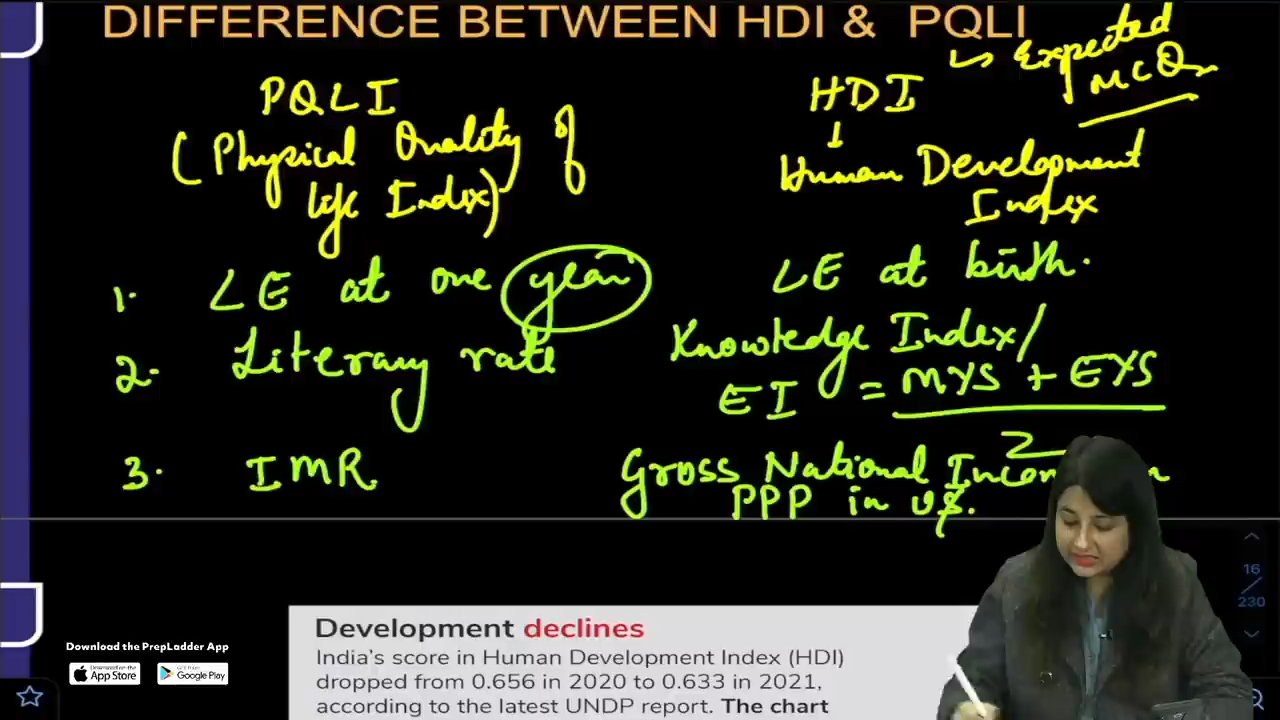 DIFFERENCE BETWEEN HDI & PQLI
↳ Expected
MCQ
PQLI
(Physical Quality of
life Index)
HDI
↓
Human Development
Index
1. LE at one year
LE at birth.
2. Literary rate
Knowledge Index/
EI = MYS + EYS
2
3. IMR
Gross National
PPP in U$.
16
/
230
Download the PrepLadder App
App Store
Google Play
Development declines
India's score in Human Development Index (HDI)
dropped from 0.656 in 2020 to 0.633 in 2021,
according to the latest UNDP report. The chart